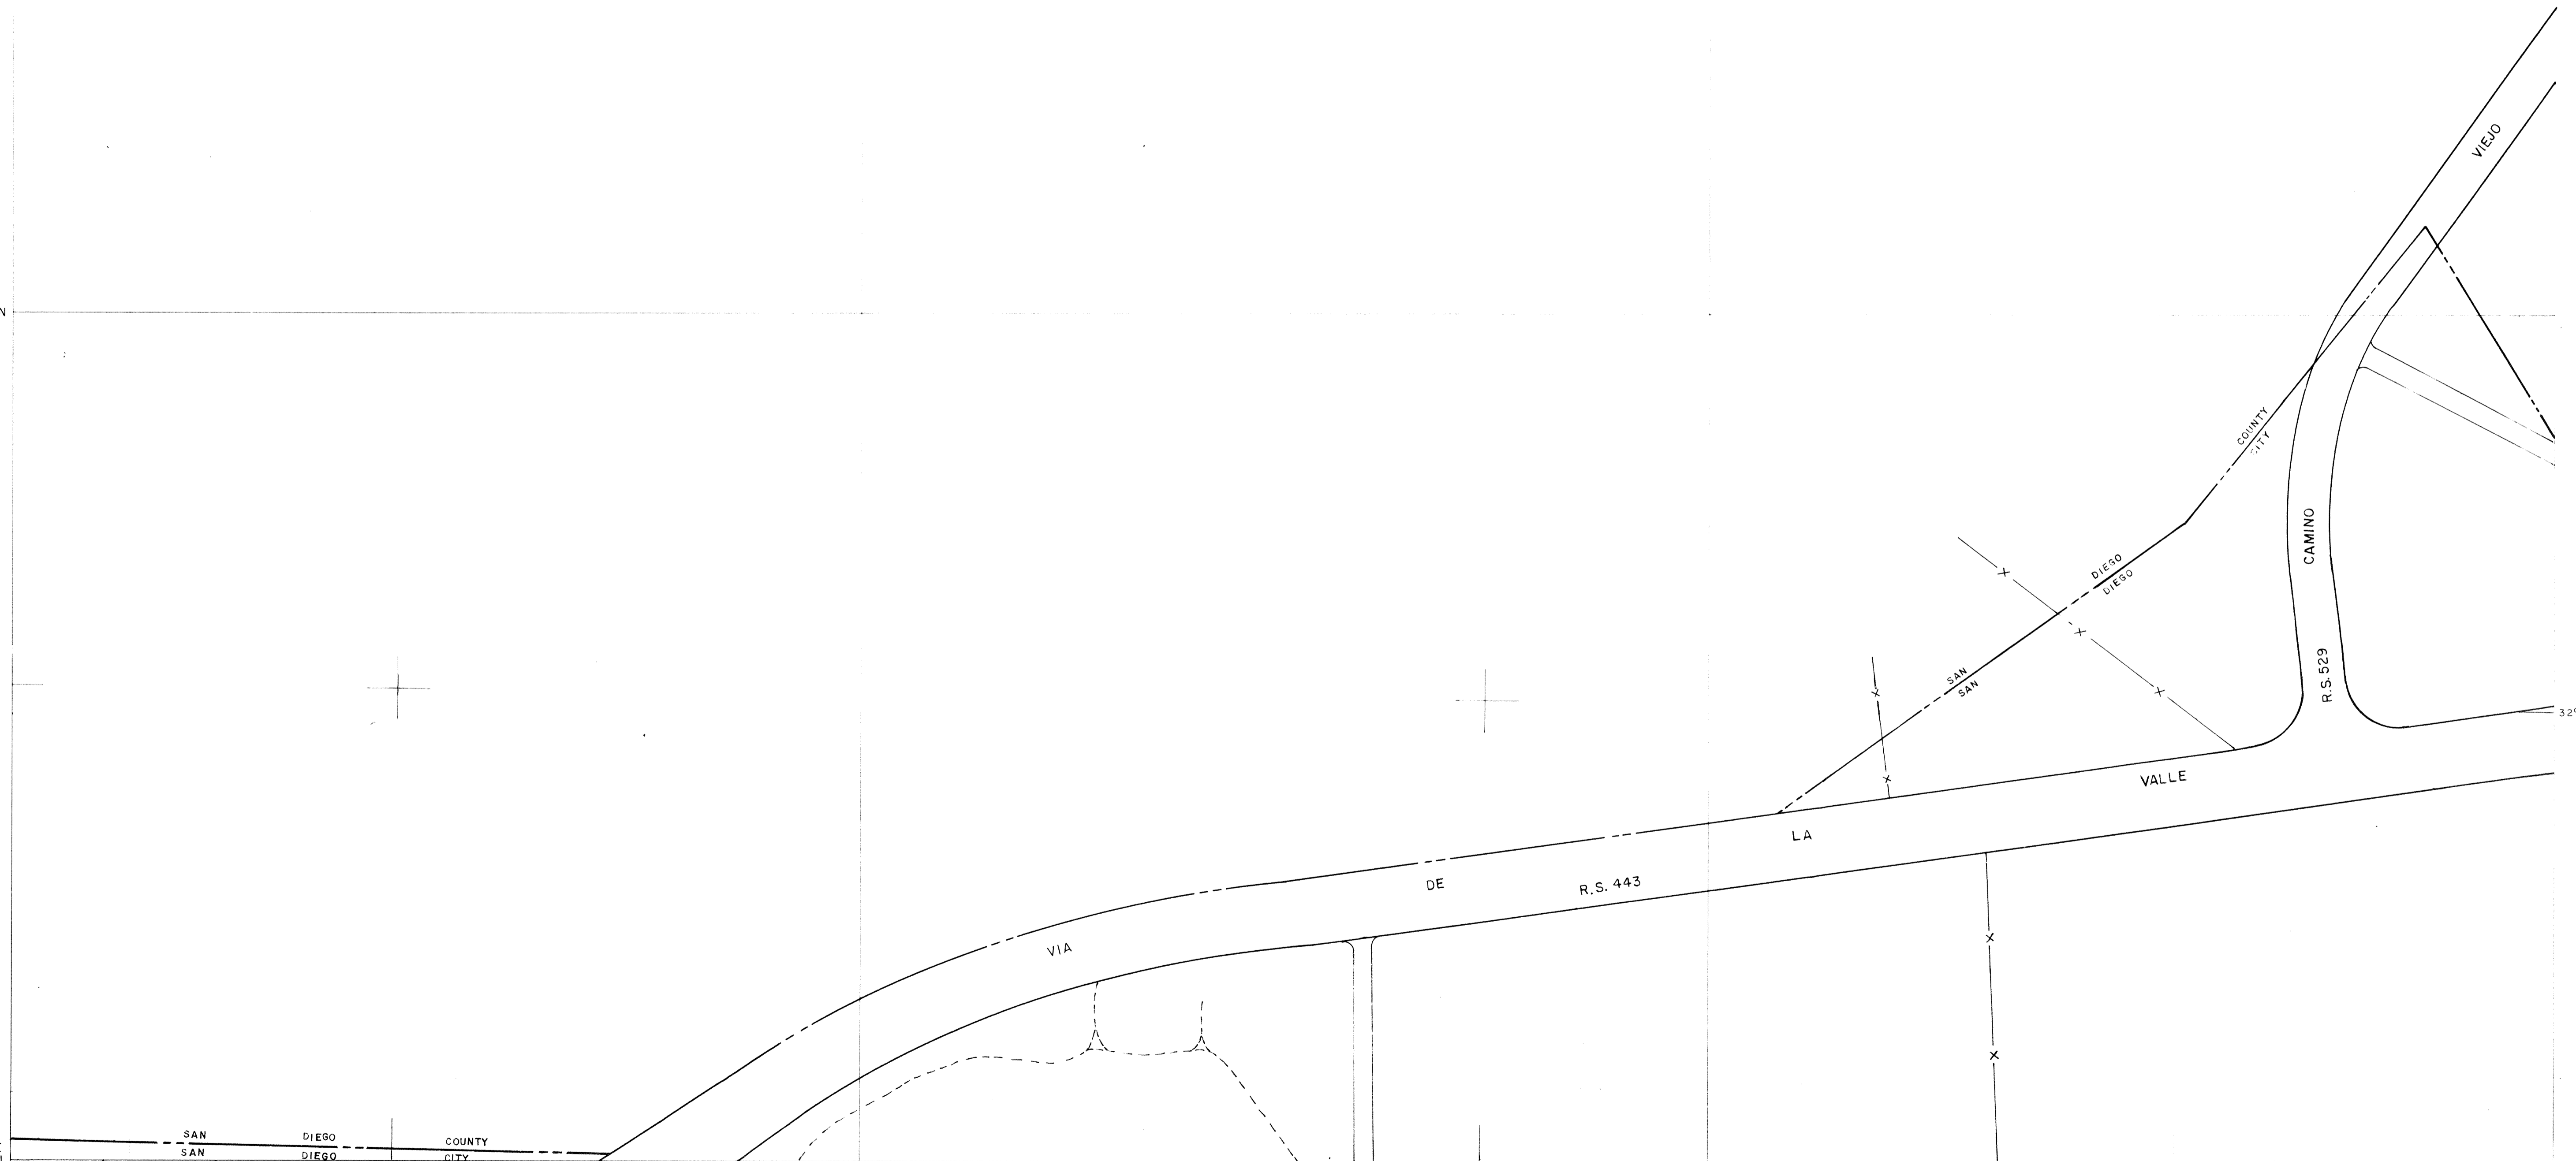 VIEJO
N
COUNTY
CITY
CAMINO
DIEGO
DIEGO
R.S. 529
SAN
SAN
VALLE
LA
DE
R.S. 443
VIA
SAN DIEGO COUNTY
SAN DIEGO CITY